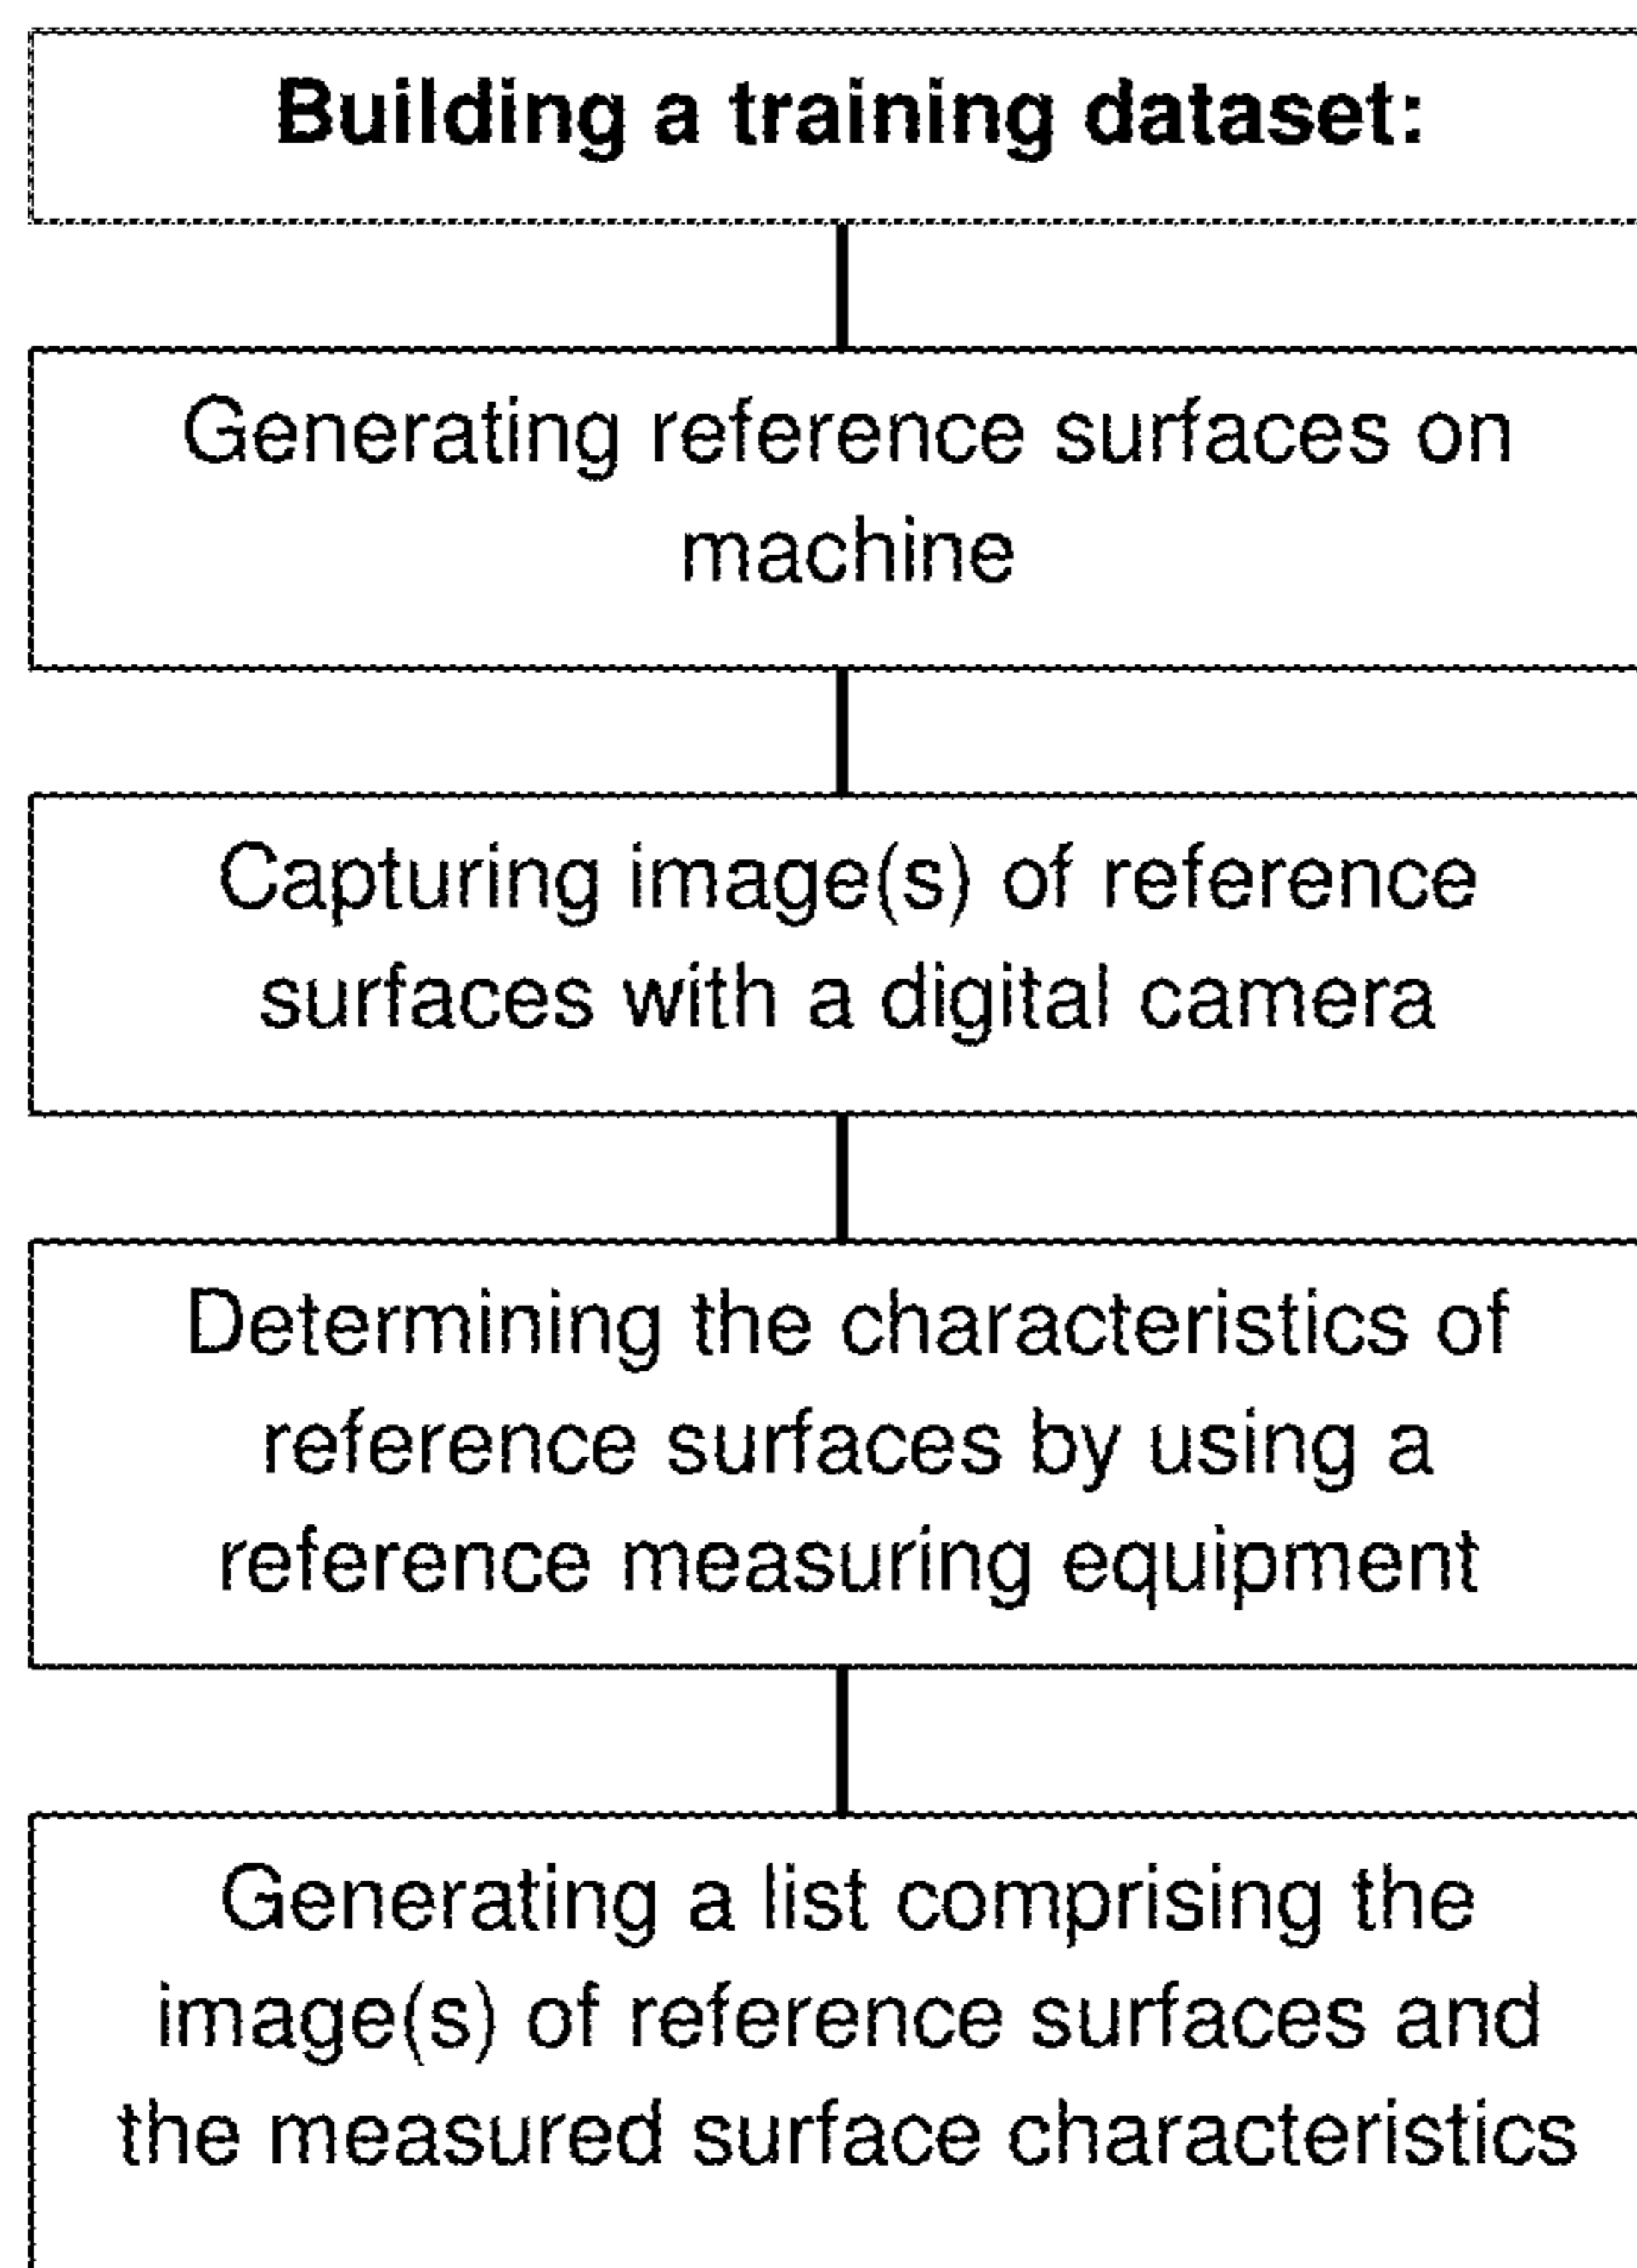 Building a training dataset:
Generating reference surfaces on
machine
Capturing image(s) of reference
surfaces with a digital camera
Determining the characteristics of
reference surfaces by using a
reference measuring equipment
Generating a list comprising the
image(s) of reference surfaces and
the measured surface characteristics